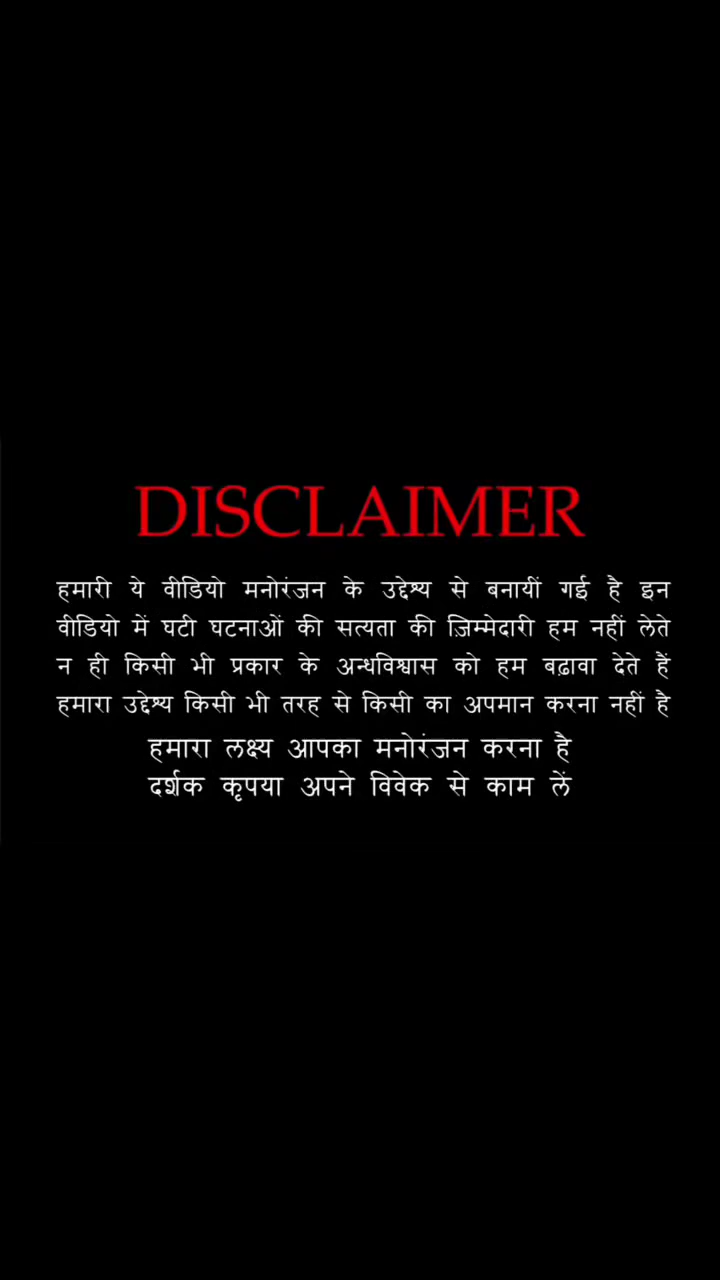 DISCLAIMER
हमारी ये वीडियो मनोरंजन के उद्देश्य से बनायीं गई है इन
वीडियो में घटी घटनाओं की सत्यता की ज़िम्मेदारी हम नहीं लेते
न ही किसी भी प्रकार के अन्धविश्वास को हम बढ़ावा देते हैं
हमारा उद्देश्य किसी भी तरह से किसी का अपमान करना नहीं है
हमारा लक्ष्य आपका मनोरंजन करना है
दर्शक कृपया अपने विवेक से काम लें